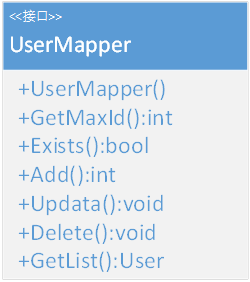 <<接口>>
UserMapper
+UserMapper()
+GetMaxId():int
+Exists():bool
+Add():int
+Updata():void
+Delete():void
+GetList():User